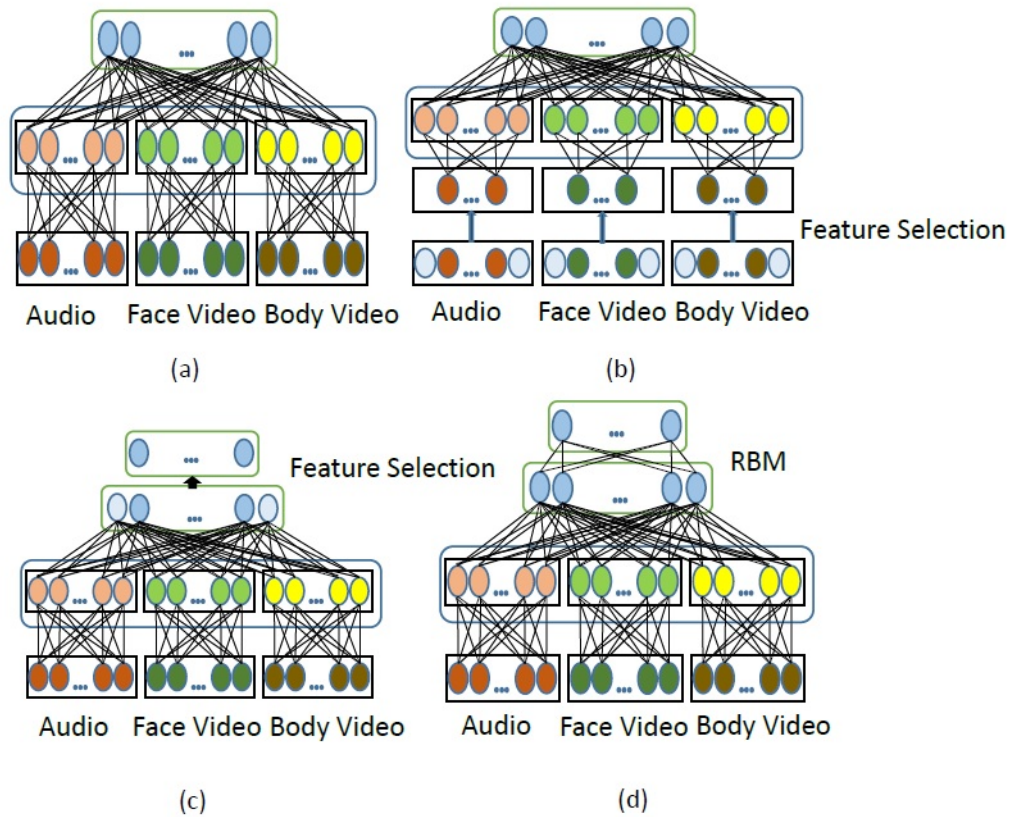 Audio Face Video Body Video
(a)
Feature Selection
Audio Face Video Body Video
(b)
Feature Selection
Audio Face Video Body Video
(c)
RBM
Audio Face Video Body Video
(d)